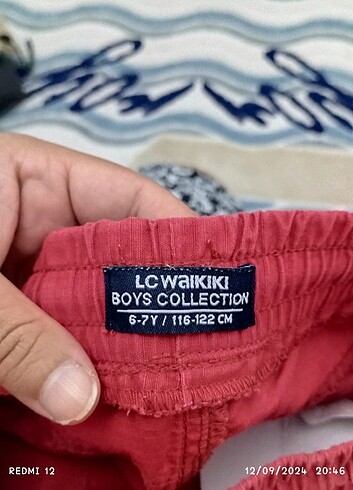 LCWAIKIKI
BOYS COLLECTION
6-7Y / 116-122 CM
REDMI 12
12/09/2024 20:46